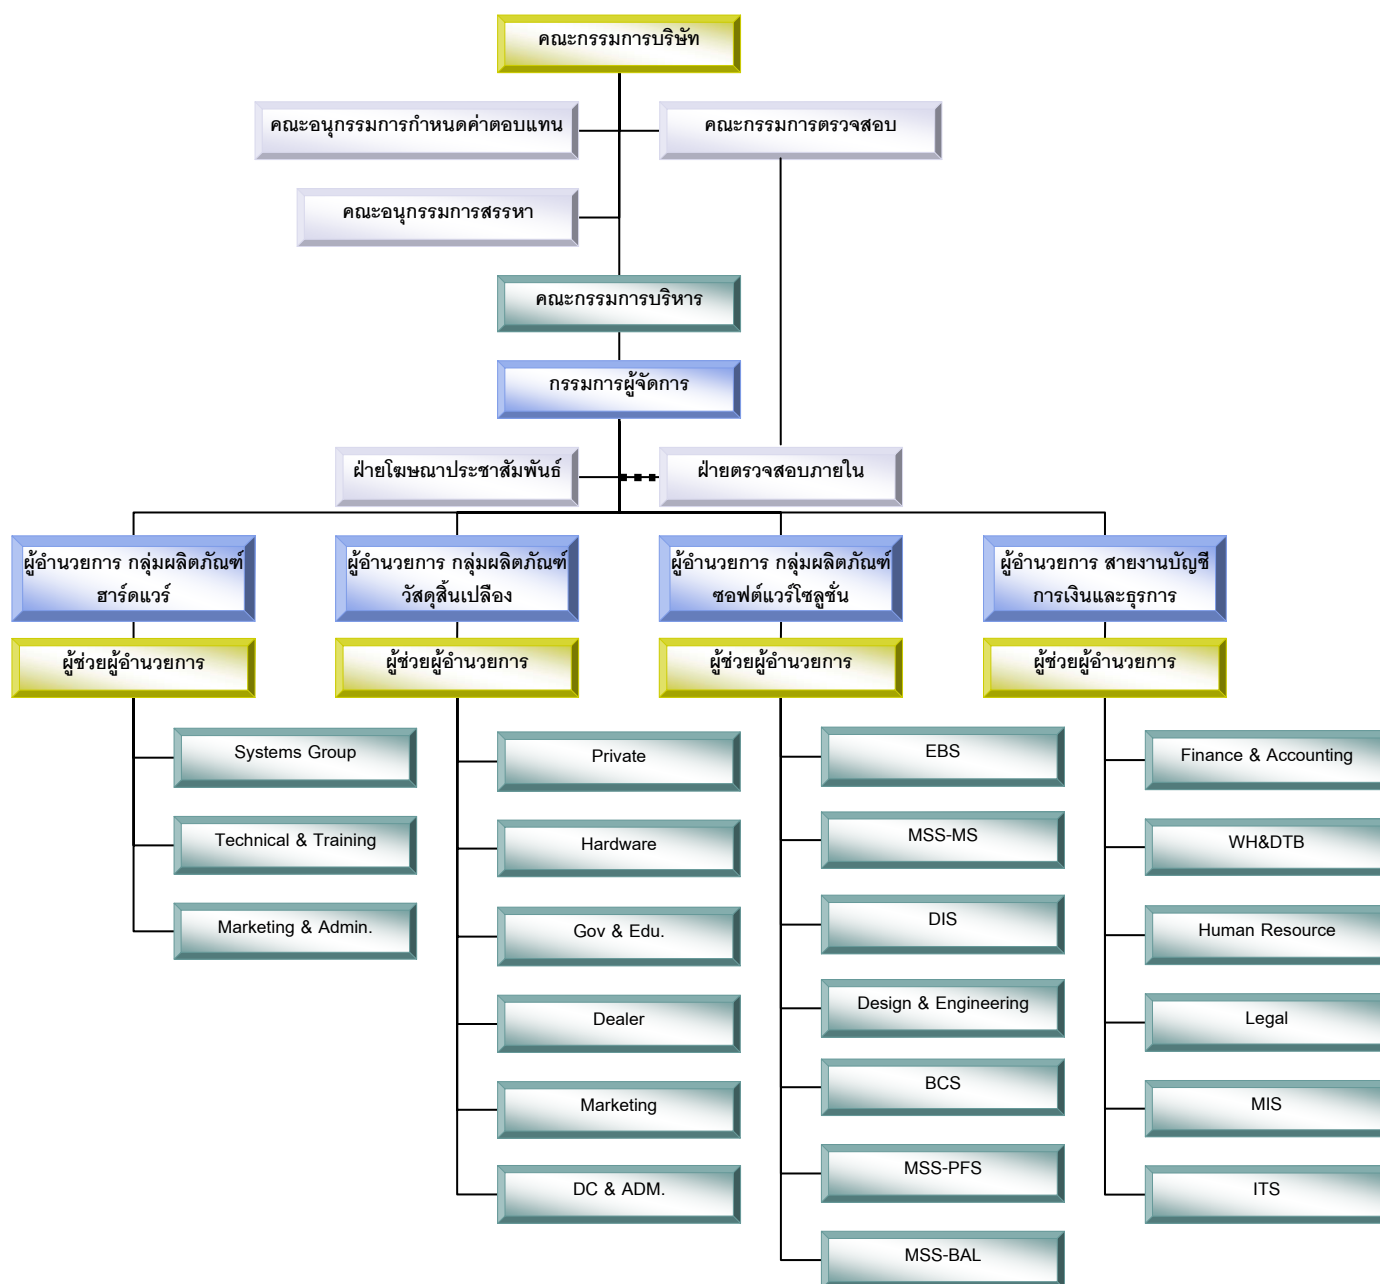 คณะกรรมการบริษัท
คณะอนุกรรมการกำหนดค่าตอบแทน
คณะกรรมการตรวจสอบ
คณะอนุกรรมการสรรหา
คณะกรรมการบริหาร
กรรมการผู้จัดการ
ฝ่ายโฆษณาประชาสัมพันธ์
ฝ่ายตรวจสอบภายใน
ผู้อำนวยการ กลุ่มผลิตภัณฑ์
ฮาร์ดแวร์
ผู้อำนวยการ กลุ่มผลิตภัณฑ์
วัสดุสิ้นเปลือง
ผู้อำนวยการ กลุ่มผลิตภัณฑ์
ซอฟต์แวร์โซลูชั่น
ผู้อำนวยการ สายงานบัญชี
การเงินและธุรการ
ผู้ช่วยผู้อำนวยการ
ผู้ช่วยผู้อำนวยการ
ผู้ช่วยผู้อำนวยการ
ผู้ช่วยผู้อำนวยการ
Systems Group
Technical & Training
Marketing & Admin.
Private
Hardware
Gov & Edu.
Dealer
Marketing
DC & ADM.
EBS
MSS-MS
DIS
Design & Engineering
BCS
MSS-PFS
MSS-BAL
Finance & Accounting
WH&DTB
Human Resource
Legal
MIS
ITS